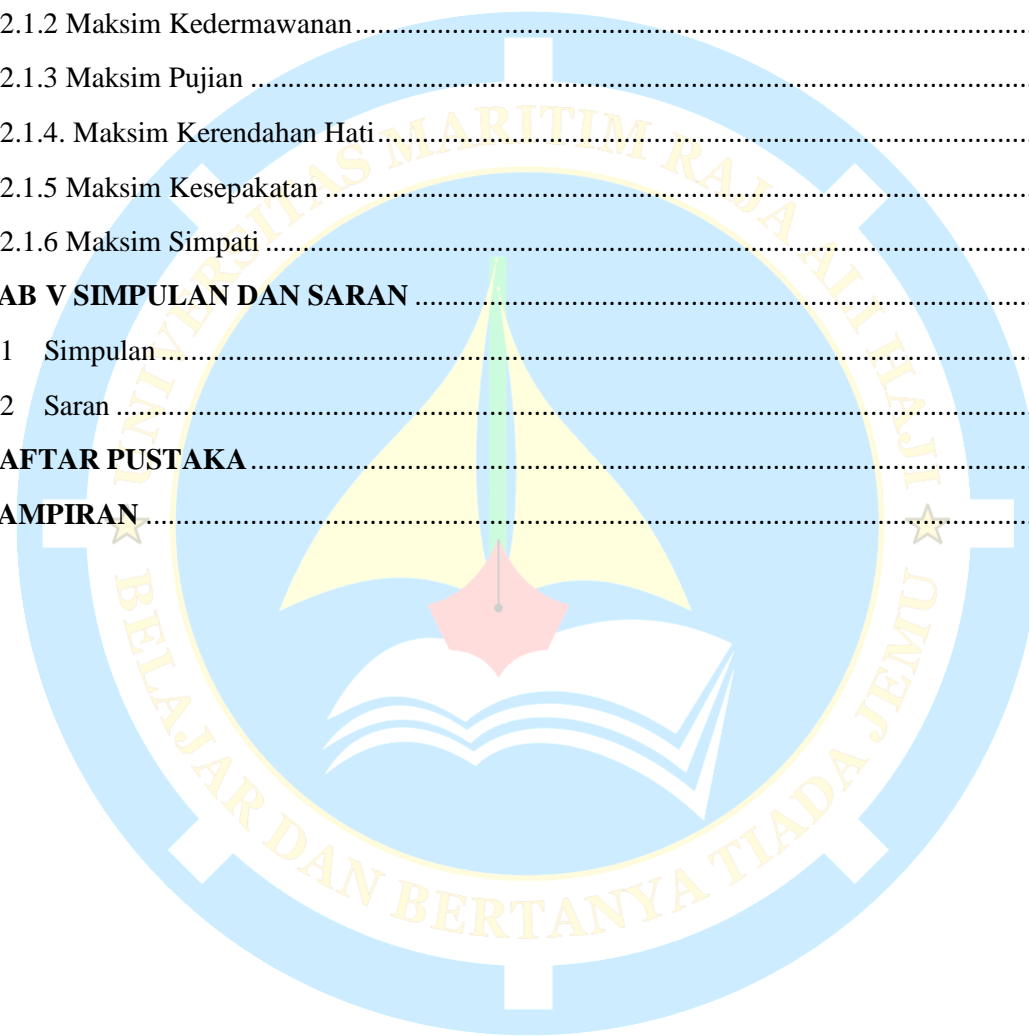 2.1.2 Maksim Kedermawanan........................................................................
2.1.3 Maksim Pujian ........................................................................
2.1.4. Maksim Kerendahan Hati........................................................................
2.1.5 Maksim Kesepakatan ........................................................................
2.1.6 Maksim Simpati ........................................................................
AB V SIMPULAN DAN SARAN ........................................................................
1 Simpulan ........................................................................
2 Saran ........................................................................
AFTAR PUSTAKA........................................................................
AMPIRAN ........................................................................
UNIVERSITAS MARITIM RAJA ALI HAJI
BELAJAR DAN BERTANYA TIADA JEMU